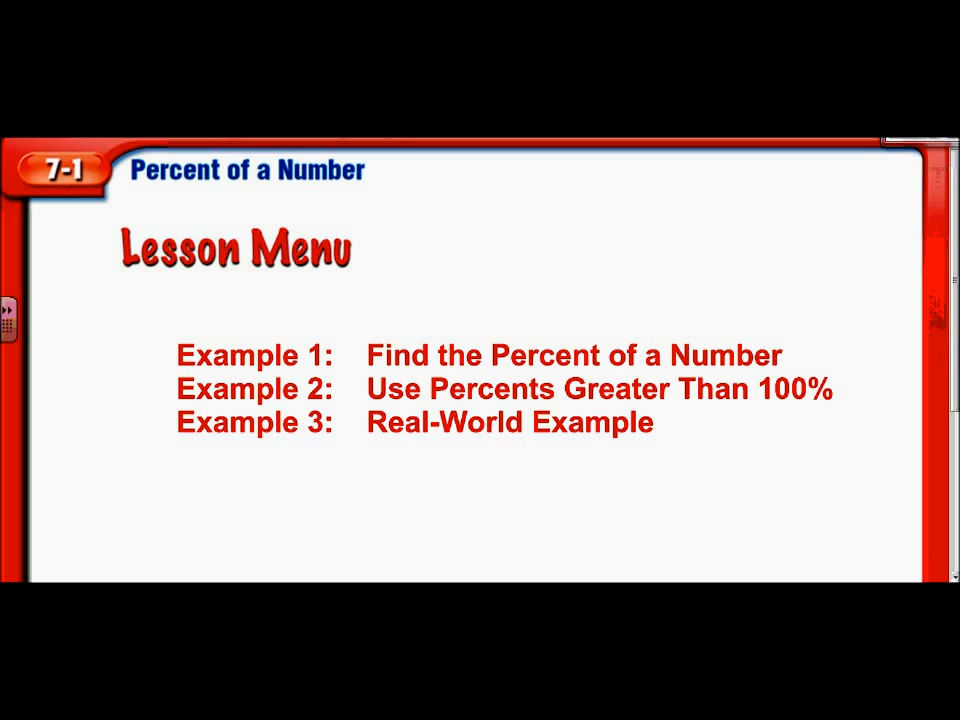 7-1 Percent of a Number
Lesson Menu
Example 1: Find the Percent of a Number
Example 2: Use Percents Greater Than 100%
Example 3: Real-World Example